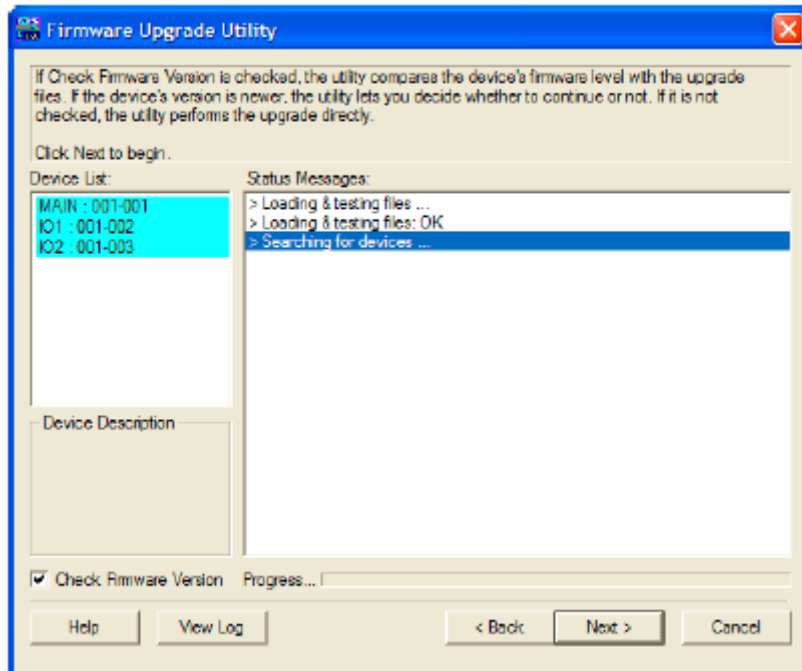 Firmware Upgrade Utility
If Check Firmware Version is checked, the utility compares the device's firmware level with the upgrade
files. If the device's version is newer, the utility lets you decide whether to continue or not. If it is not
checked, the utility performs the upgrade directly.
Click Next to begin.
Device List:
Status Messages:
MAIN : 001-001
IO1 : 001-002
IO2 : 001-003
> Loading & testing files ...
> Loading & testing files: OK
> Searching for devices ...
Device Description
Check Firmware Version
Progress...
Help
View Log
< Back
Next >
Cancel